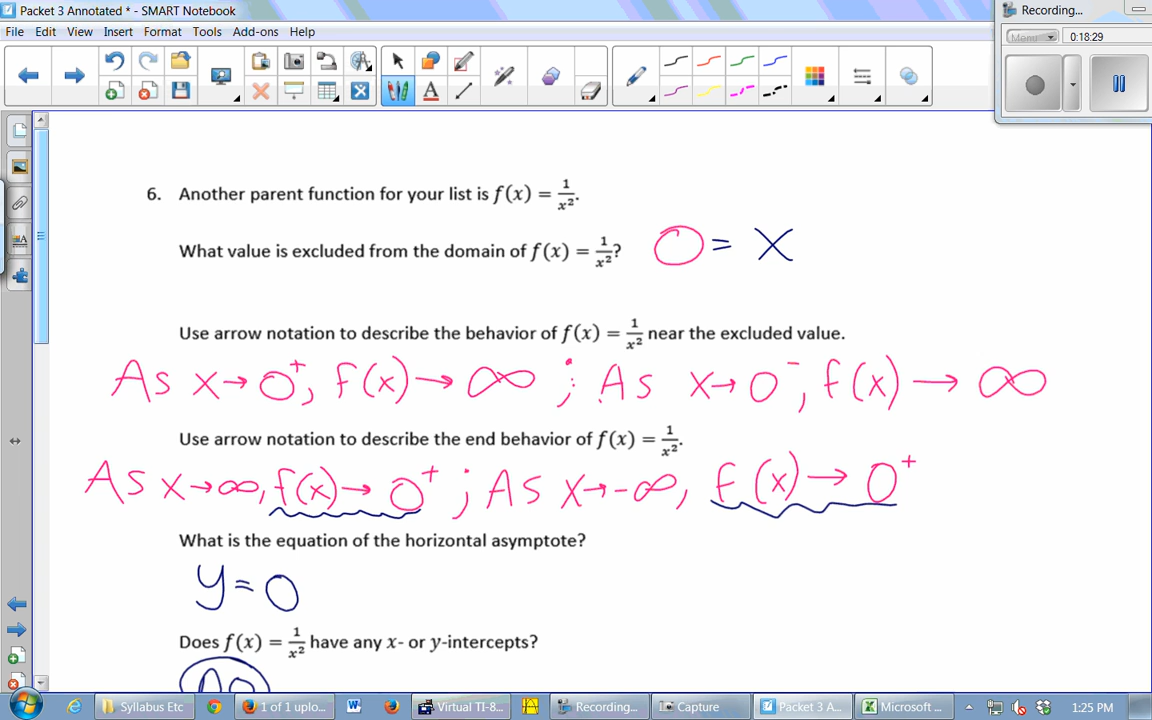 Packet 3 Annotated * - SMART Notebook
Recording...
File Edit View Insert Format Tools Add-ons Help
Menu
0:18:29
6. Another parent function for your list is f(x) = 1/x².
What value is excluded from the domain of f(x) = 1/x²? 0 = x
Use arrow notation to describe the behavior of f(x) = 1/x² near the excluded value.
As x→0⁺, f(x)→∞ ; As x→0⁻, f(x)→∞
Use arrow notation to describe the end behavior of f(x) = 1/x².
As x→∞, f(x)→0⁺ ; As x→-∞, f(x)→0⁺
What is the equation of the horizontal asymptote?
y = 0
Does f(x) = 1/x² have any x- or y-intercepts?
Syllabus Etc 1 of 1 uplo... Virtual TI-8... Recording... Capture Packet 3 A... Microsoft ... 1:25 PM